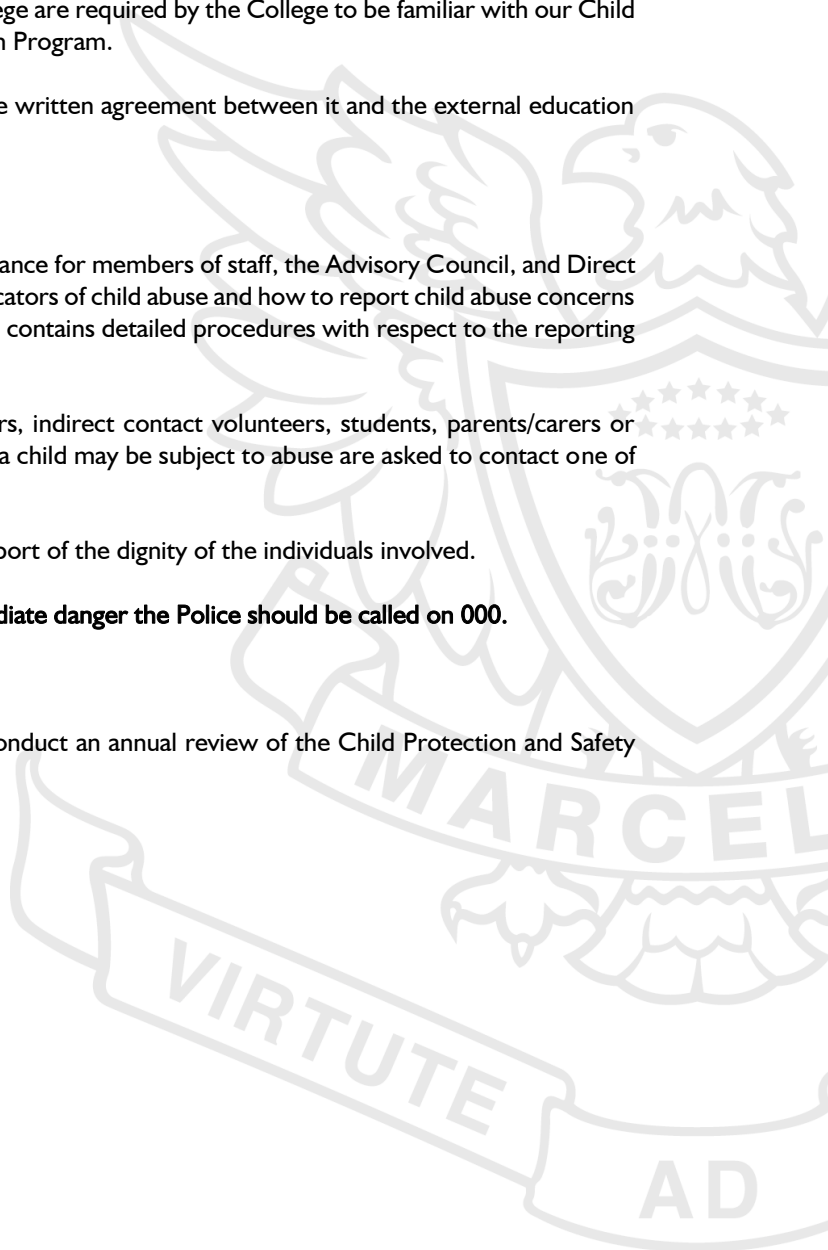 ege are required by the College to be familiar with our Child
n Program.
e written agreement between it and the external education
ance for members of staff, the Advisory Council, and Direct
cators of child abuse and how to report child abuse concerns
contains detailed procedures with respect to the reporting
rs, indirect contact volunteers, students, parents/carers or
a child may be subject to abuse are asked to contact one of
port of the dignity of the individuals involved.
diate danger the Police should be called on 000.
onduct an annual review of the Child Protection and Safety
MARCEL
VIRTUTE
AD